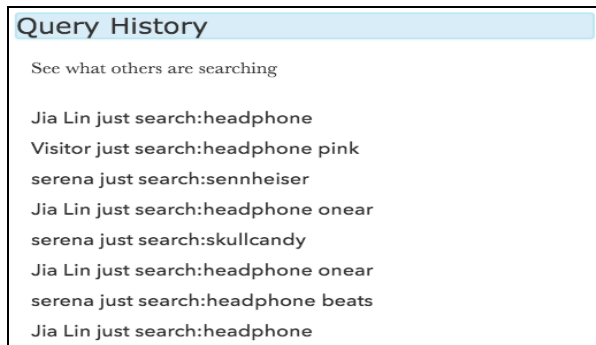 Query History
See what others are searching
Jia Lin just search:headphone
Visitor just search:headphone pink
serena just search:sennheiser
Jia Lin just search:headphone onear
serena just search:skullcandy
Jia Lin just search:headphone onear
serena just search:headphone beats
Jia Lin just search:headphone